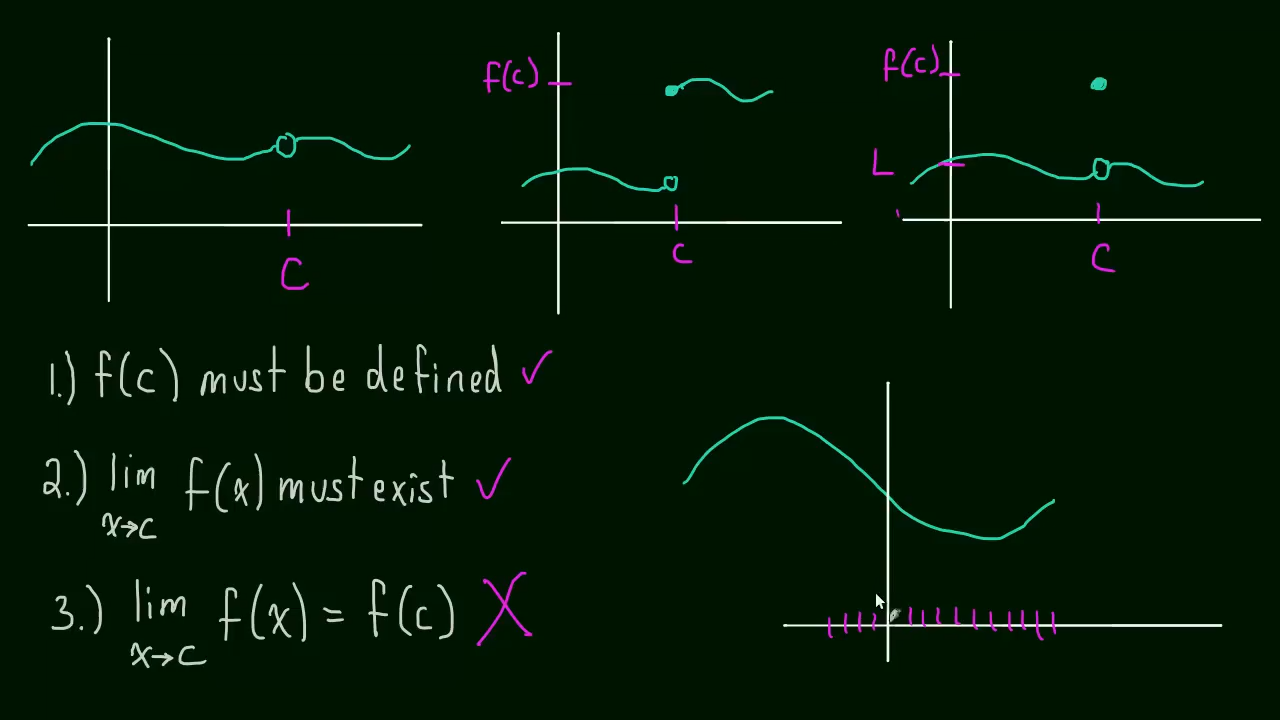 f(c)
f(c)
L
C
c
C
1.) f(c) must be defined ✓
2.) lim f(x) must exist ✓
x→c
3.) lim f(x) = f(c) X
x→c